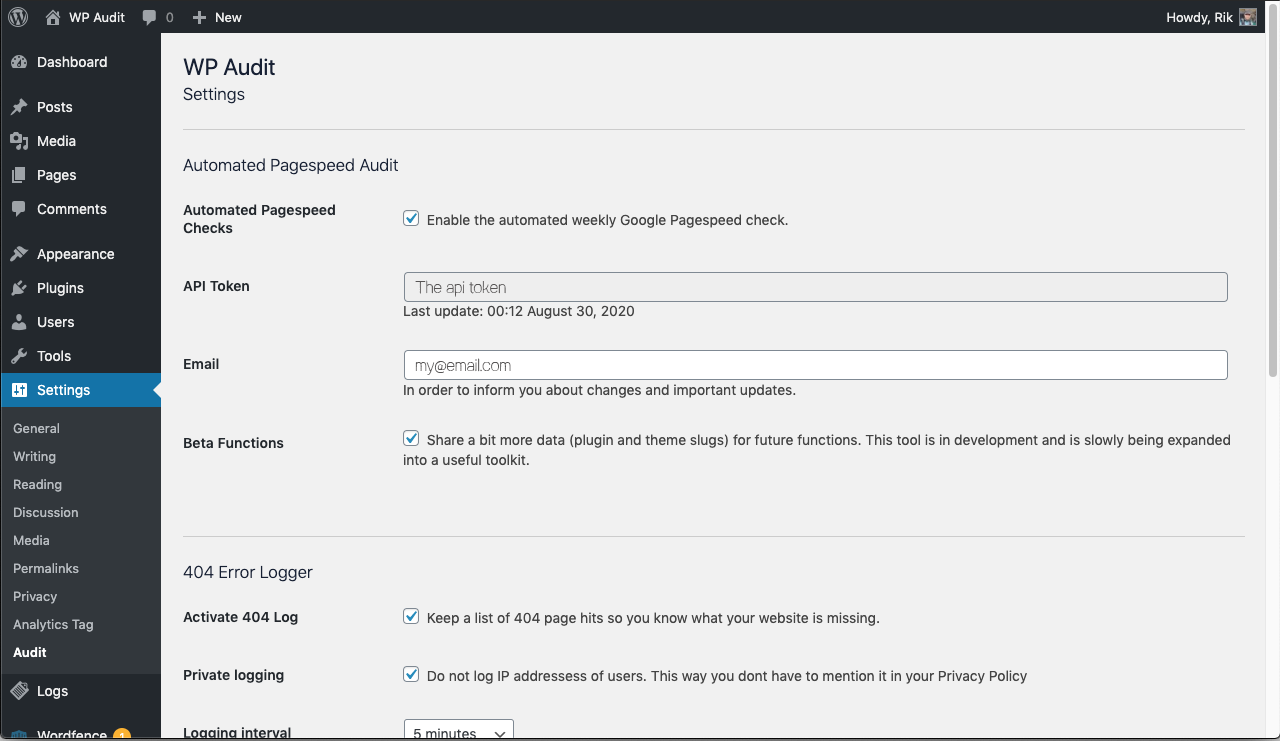 WP Audit 0 New Howdy, Rik
Dashboard
Posts
Media
Pages
Comments
Appearance
Plugins
Users
Tools
Settings
General
Writing
Reading
Discussion
Media
Permalinks
Privacy
Analytics Tag
Audit
Logs
Wordfence 1
WP Audit
Settings
Automated Pagespeed Audit
Automated Pagespeed
Checks
Enable the automated weekly Google Pagespeed check.
API Token
The api token
Last update: 00:12 August 30, 2020
Email
my@email.com
In order to inform you about changes and important updates.
Beta Functions
Share a bit more data (plugin and theme slugs) for future functions. This tool is in development and is slowly being expanded
into a useful toolkit.
404 Error Logger
Activate 404 Log
Keep a list of 404 page hits so you know what your website is missing.
Private logging
Do not log IP addressess of users. This way you dont have to mention it in your Privacy Policy
Logging interval
5 minutes